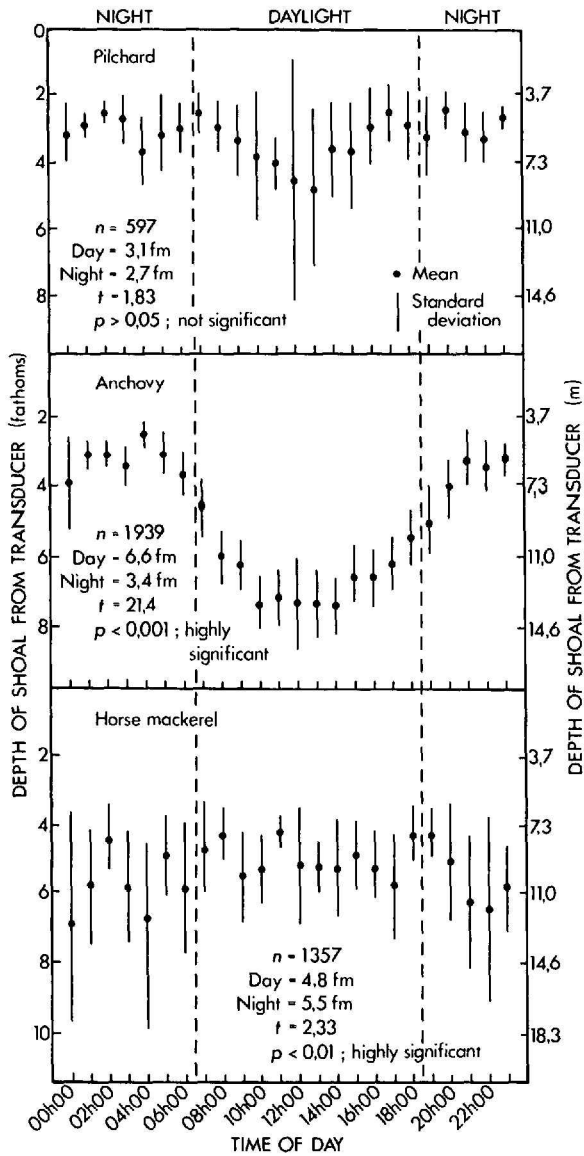 NIGHT DAYLIGHT NIGHT
0
Pilchard
2 3,7
4 7,3
6 11,0
8 14,6
n = 597
Day = 3,1 fm
Night = 2,7 fm
t = 1,83
p > 0,05 ; not significant
Mean
Standard
deviation
Anchovy
2 3,7
4 7,3
6 11,0
8 14,6
n = 1939
Day = 6,6 fm
Night = 3,4 fm
t = 21,4
p < 0,001 ; highly
significant
Horse mackerel
2 3,7
4 7,3
6 11,0
8 14,6
10 18,3
n = 1357
Day = 4,8 fm
Night = 5,5 fm
t = 2,33
p < 0,01 ; highly significant
DEPTH OF SHOAL FROM TRANSDUCER (fathoms)
DEPTH OF SHOAL FROM TRANSDUCER (m)
00h00 02h00 04h00 06h00 08h00 10h00 12h00 14h00 16h00 18h00 20h00 22h00
TIME OF DAY